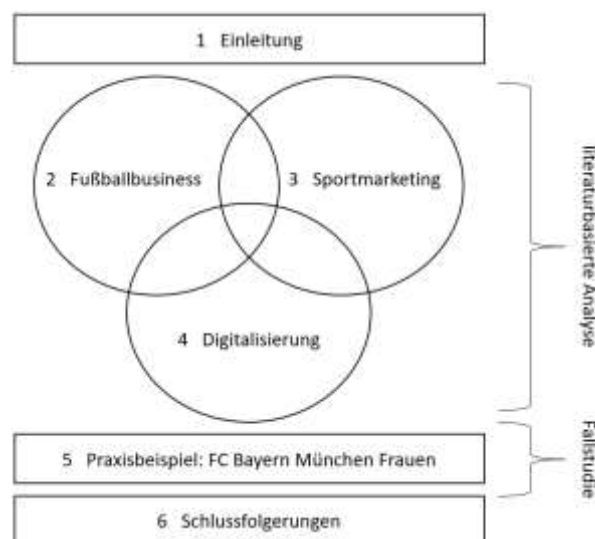 1 Einleitung
2 Fußballbusiness
3 Sportmarketing
4 Digitalisierung
literaturbasierte Analyse
5 Praxisbeispiel: FC Bayern München Frauen
Fallstudie
6 Schlussfolgerungen